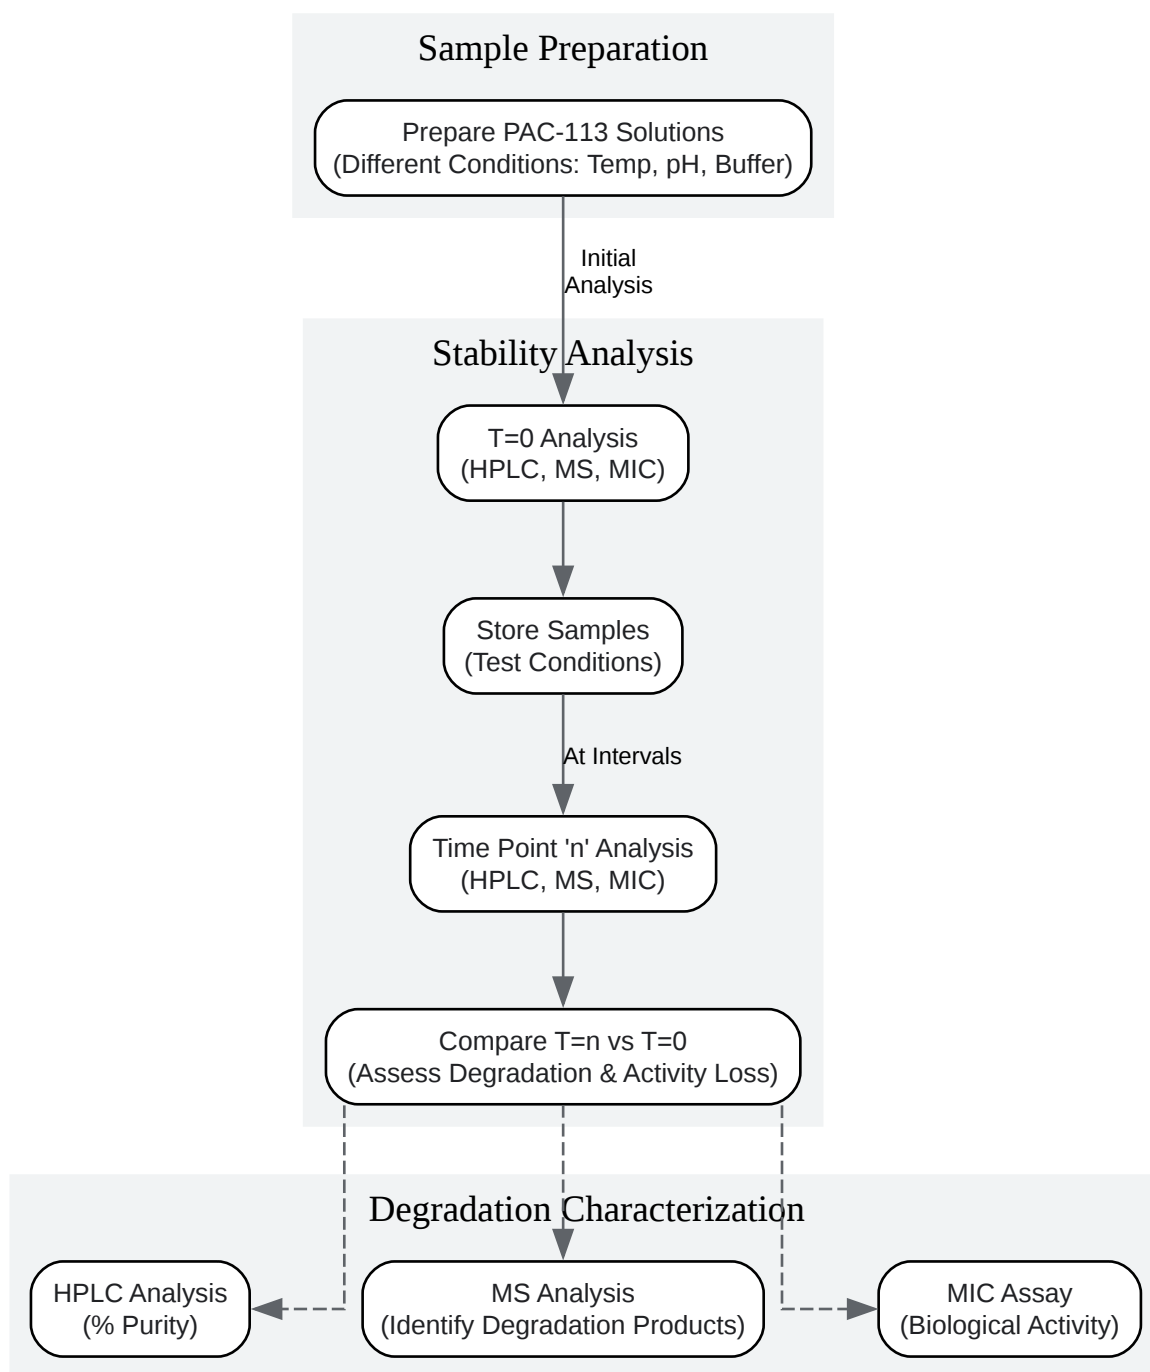 Sample Preparation
Prepare PAC-113 Solutions
(Different Conditions: Temp, pH, Buffer)
Initial
Analysis
Stability Analysis
T=0 Analysis
(HPLC, MS, MIC)
Store Samples
(Test Conditions)
At Intervals
Time Point 'n' Analysis
(HPLC, MS, MIC)
Compare T=n vs T=0
(Assess Degradation & Activity Loss)
Degradation Characterization
HPLC Analysis
(% Purity)
MS Analysis
(Identify Degradation Products)
MIC Assay
(Biological Activity)